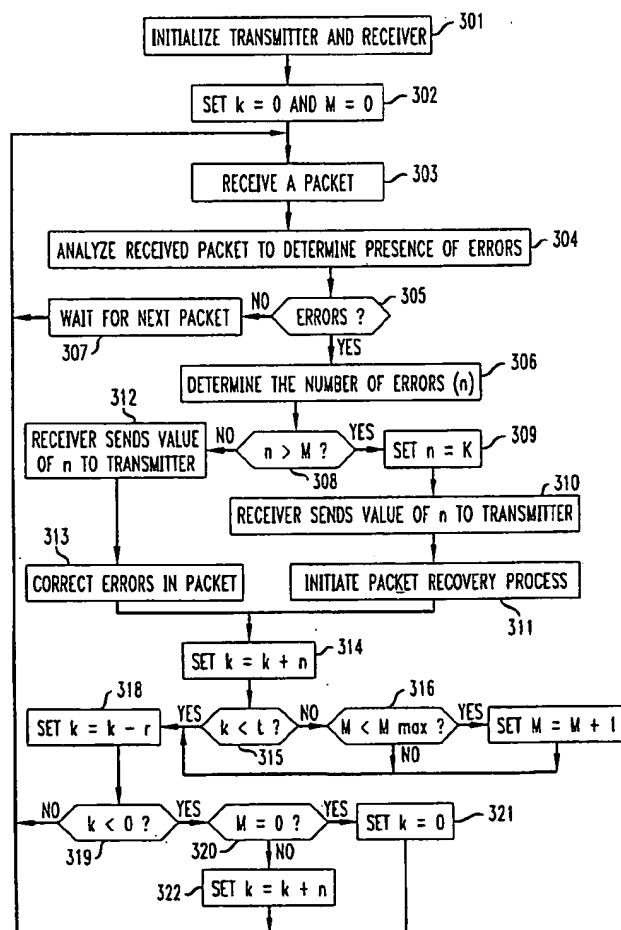 INITIALIZE TRANSMITTER AND RECEIVER
301
SET k = 0 AND M = 0
302
RECEIVE A PACKET
303
ANALYZE RECEIVED PACKET TO DETERMINE PRESENCE OF ERRORS
304
WAIT FOR NEXT PACKET
307
NO
ERRORS ?
305
YES
306
DETERMINE THE NUMBER OF ERRORS (n)
312
RECEIVER SENDS VALUE
OF n TO TRANSMITTER
NO
n > M ?
308
YES
SET n = K
309
310
RECEIVER SENDS VALUE OF n TO TRANSMITTER
313
CORRECT ERRORS IN PACKET
INITIATE PACKET RECOVERY PROCESS
311
SET k = k + n
314
318
SET k = k - r
YES
k < t ?
315
NO
316
M < M max ?
NO
YES
SET M = M + 1
NO
k < 0 ?
319
YES
M = 0 ?
320
YES
SET k = 0
321
NO
322
SET k = k + n